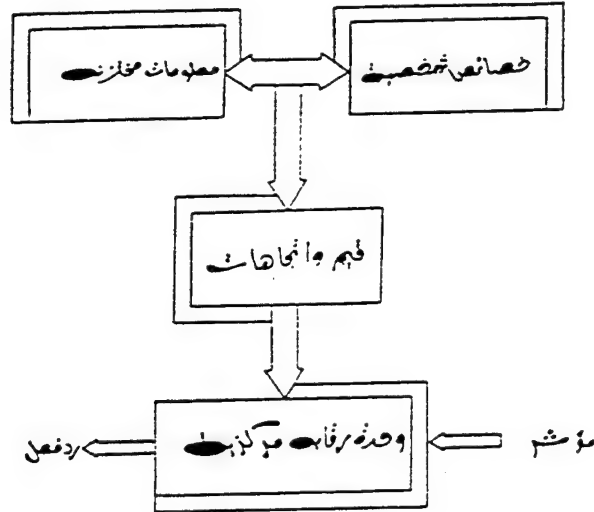 خصائص شخصية
معلومات مخزنة
قيم واتجاهات
مؤشر
وحدة رقابة مركزية
رد فعل